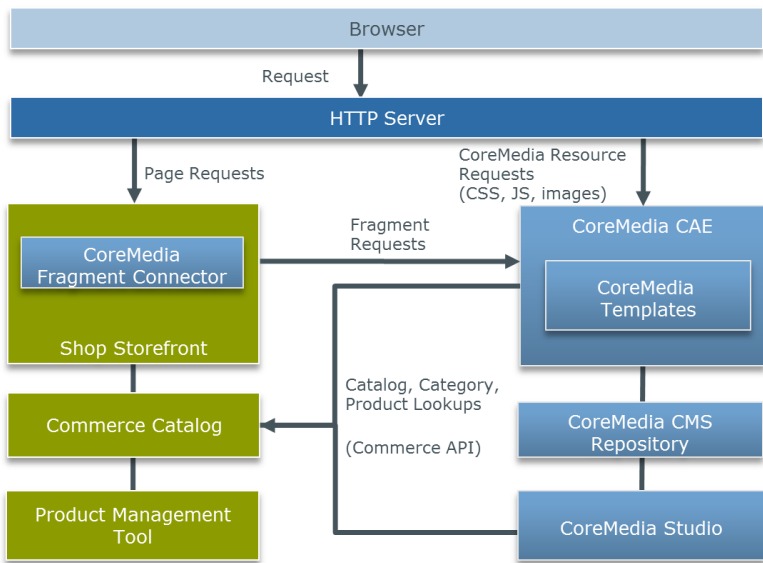 Browser
Request
HTTP Server
Page Requests
CoreMedia Resource
Requests
(CSS, JS, images)
CoreMedia
Fragment Connector
Shop Storefront
Fragment
Requests
CoreMedia CAE
CoreMedia
Templates
Catalog, Category,
Product Lookups
(Commerce API)
Commerce Catalog
CoreMedia CMS
Repository
Product Management
Tool
CoreMedia Studio